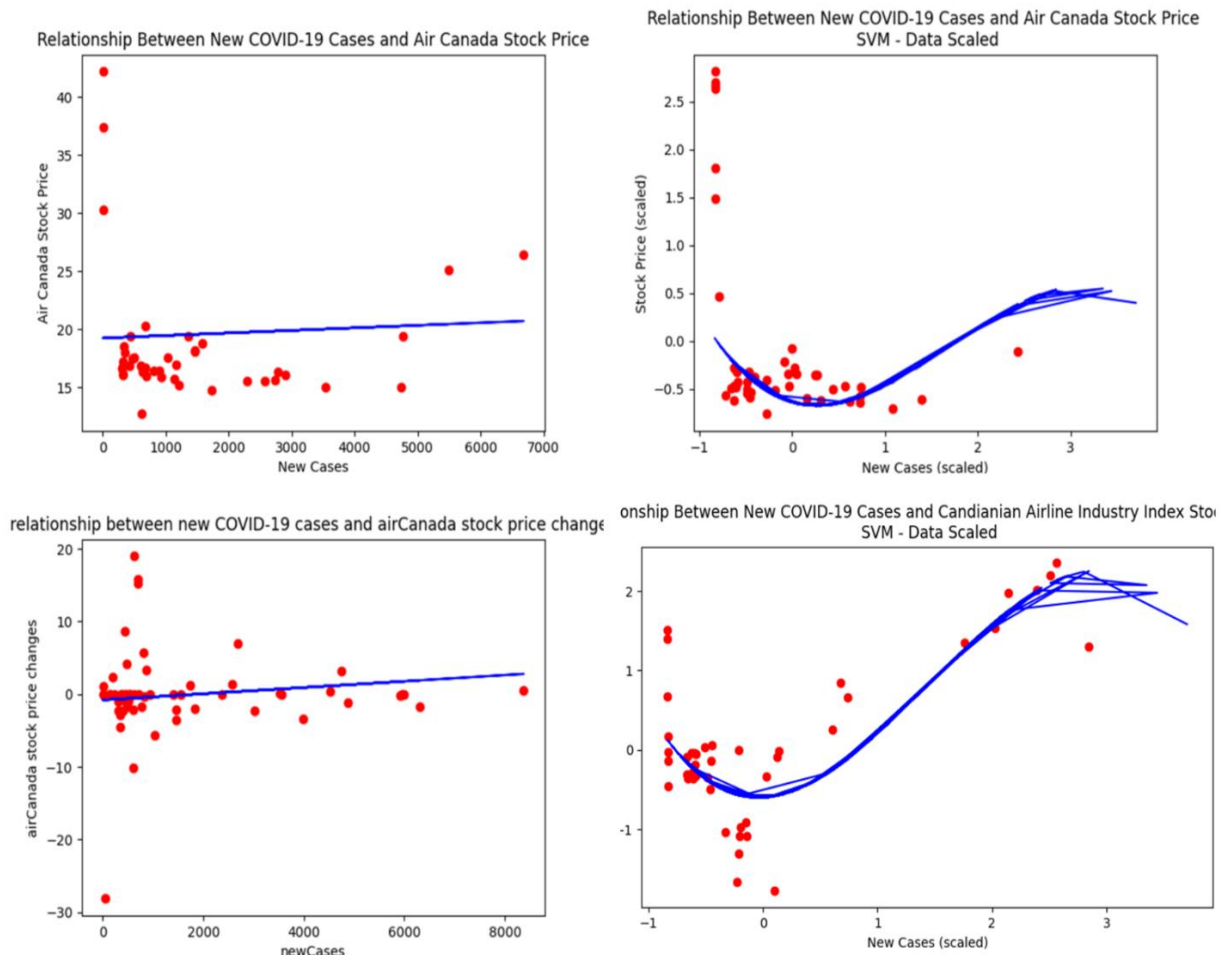 Relationship Between New COVID-19 Cases and Air Canada Stock Price
Air Canada Stock Price
40
35
30
25
20
15
0 1000 2000 3000 4000 5000 6000 7000
New Cases
Relationship Between New COVID-19 Cases and Air Canada Stock Price
SVM - Data Scaled
Stock Price (scaled)
2.5
2.0
1.5
1.0
0.5
0.0
−0.5
−1 0 1 2 3
New Cases (scaled)
relationship between new COVID-19 cases and airCanada stock price change
airCanada stock price changes
20
10
0
−10
−20
−30
0 2000 4000 6000 8000
newCases
onship Between New COVID-19 Cases and Candianian Airline Industry Index Sto
SVM - Data Scaled
2
1
0
-1
−1 0 1 2 3
New Cases (scaled)